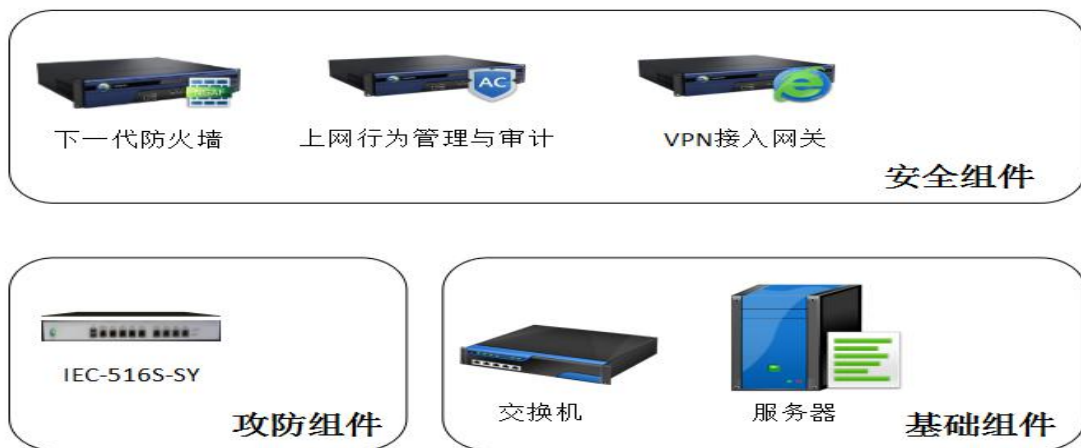 下一代防火墙
AC
上网行为管理与审计
VPN接入网关
安全组件
IEC-516S-SY
攻防组件
交换机
服务器
基础组件